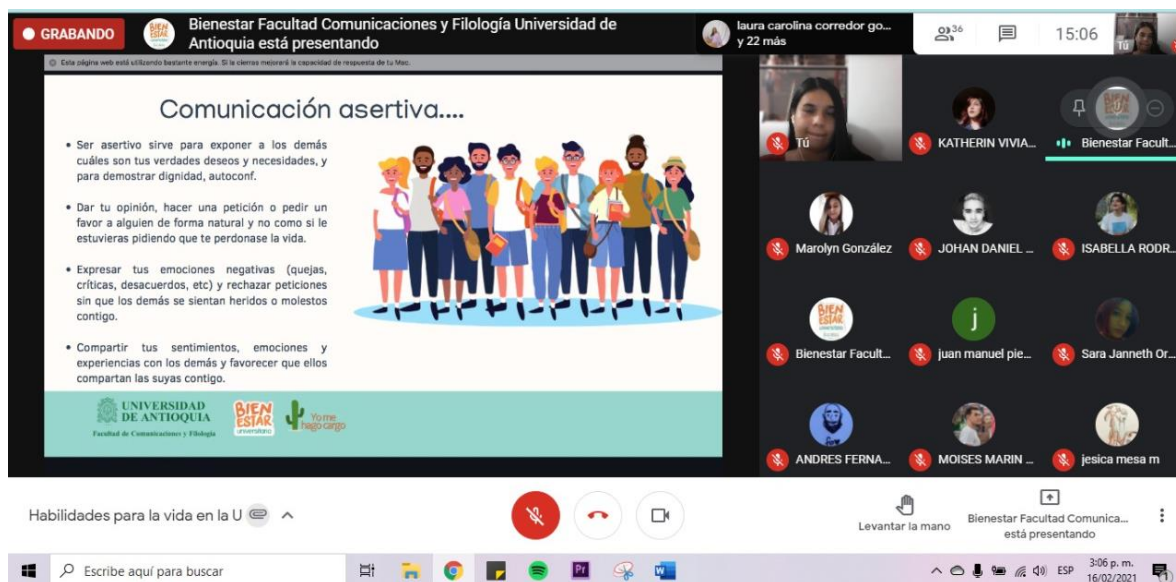 GRABANDO
Bienestar Facultad Comunicaciones y Filología Universidad de
Antioquia está presentando
laura carolina corredor go...
y 22 más
36
15:06
Tú
Esta página web está utilizando bastante energía. Si la cierras mejorará la capacidad de respuesta de tu Mac.
Comunicación asertiva....
• Ser asertivo sirve para exponer a los demás
cuáles son tus verdades deseos y necesidades, y
para demostrar dignidad, autoconf.
• Dar tu opinión, hacer una petición o pedir un
favor a alguien de forma natural y no como si le
estuvieras pidiendo que te perdonase la vida.
• Expresar tus emociones negativas (quejas,
críticas, desacuerdos, etc) y rechazar peticiones
sin que los demás se sientan heridos o molestos
contigo.
• Compartir tus sentimientos, emociones y
experiencias con los demás y favorecer que ellos
compartan las suyas contigo.
UNIVERSIDAD
DE ANTIOQUIA
Facultad de Comunicaciones y Filología
BIEN
ESTAR
universitario
Yo me
hago cargo
Tú
KATHERIN VIVIA...
Bienestar Facult...
Marolyn González
JOHAN DANIEL ...
ISABELLA RODR...
BIEN
ESTAR
Bienestar Facult...
j
juan manuel pie...
Sara Janneth Or...
ANDRES FERNA...
MOISES MARIN ...
jesica mesa m
Habilidades para la vida en la U
Levantar la mano
Bienestar Facultad Comunica...
está presentando
Escribe aquí para buscar
Pr
ESP
3:06 p. m.
16/02/2021